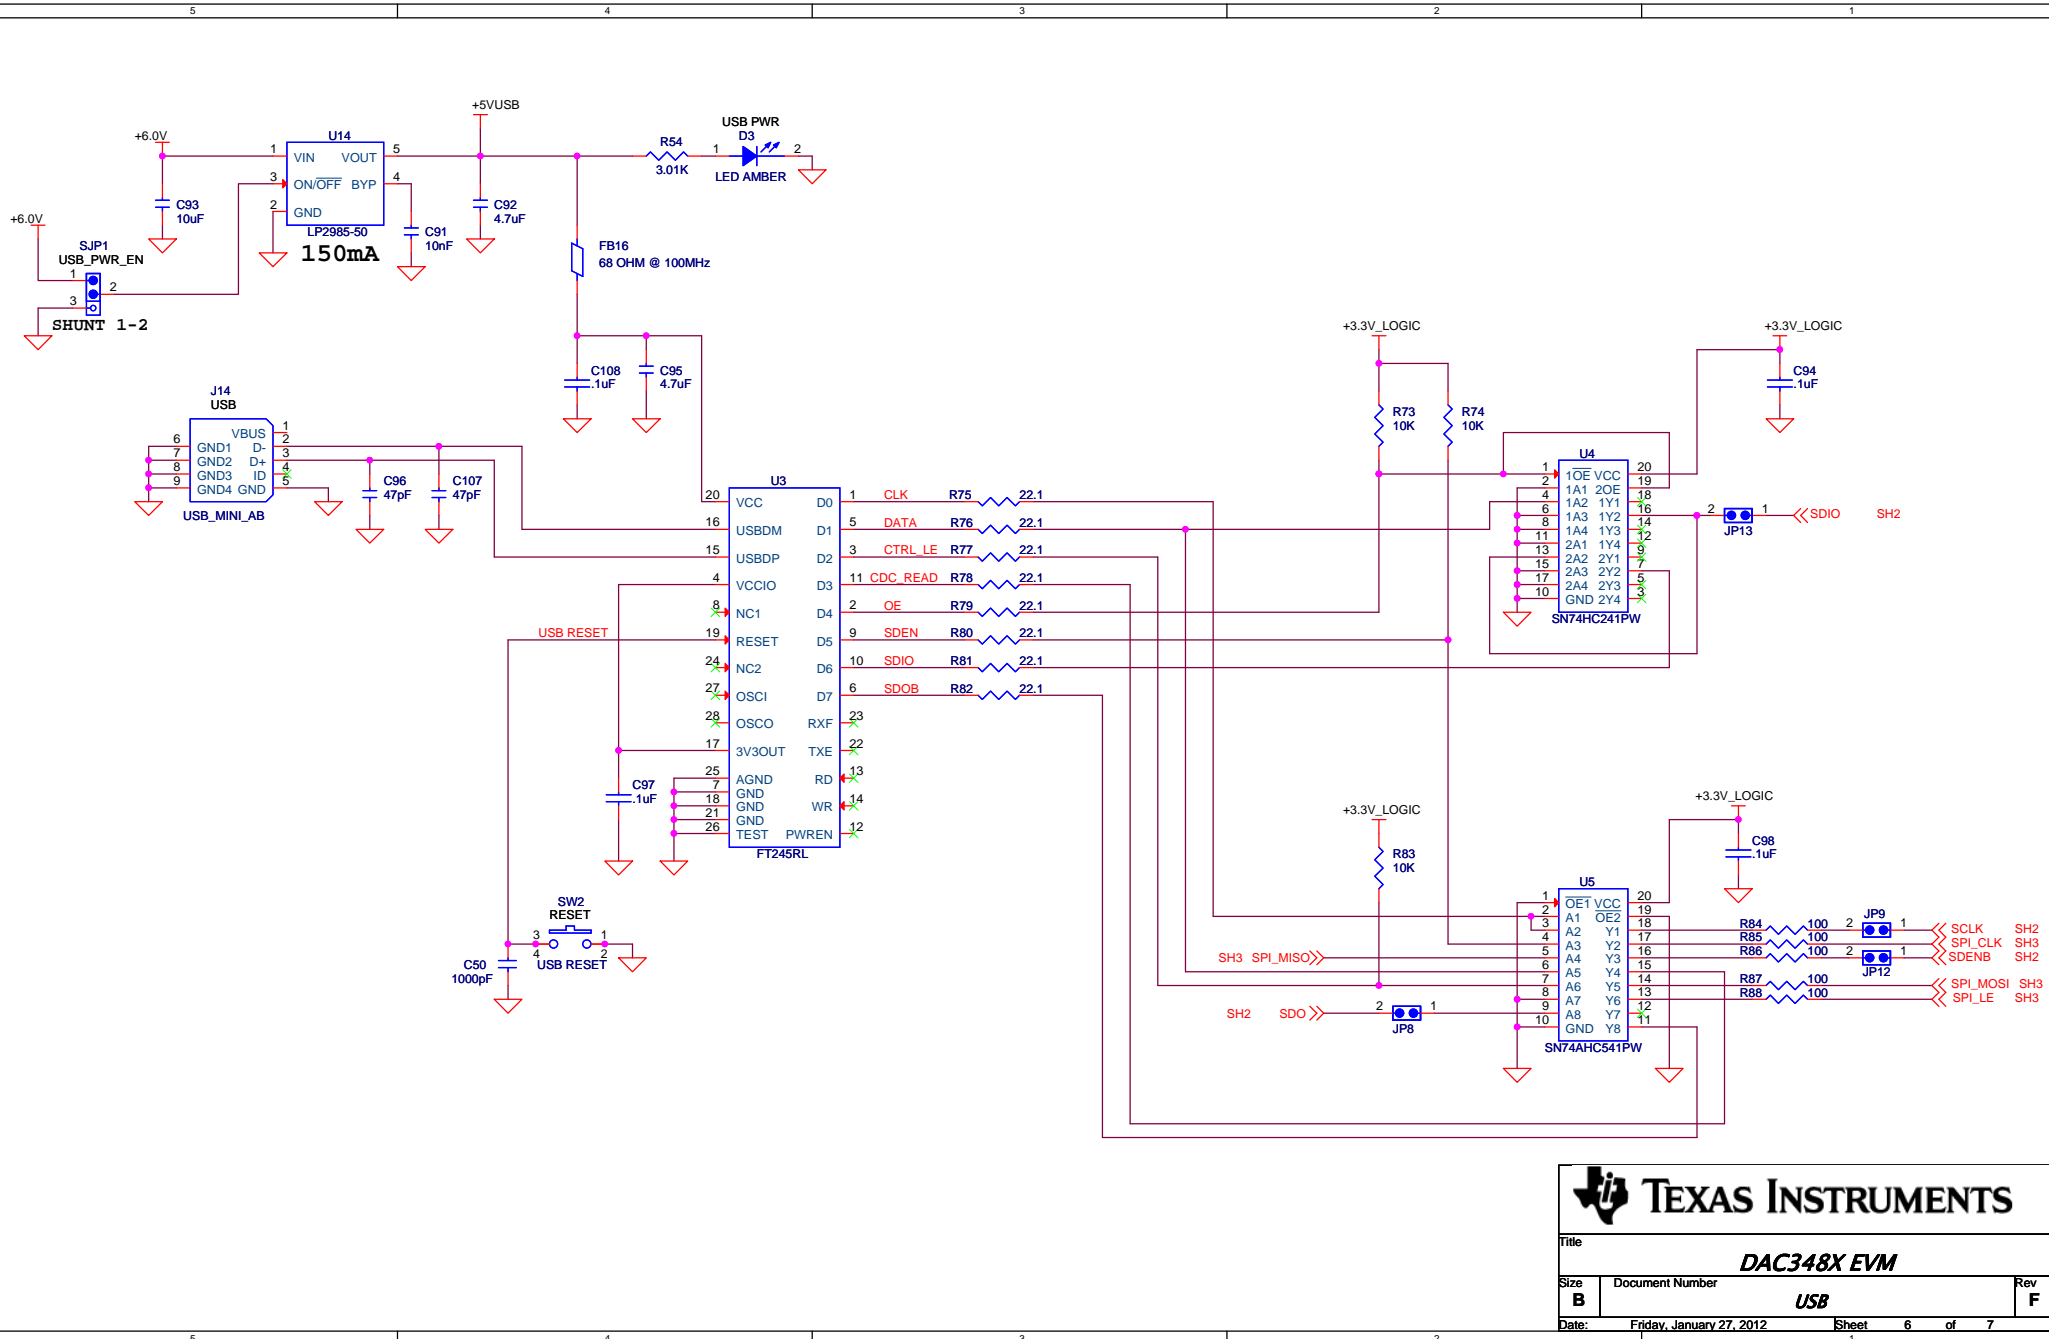 5 4 3 2 1
+5VUSB
+6.0V
U14
1 VIN VOUT 5
3 ON/OFF BYP 4
2 GND
LP2985-50
150mA
R54
3.01K
USB PWR
D3
1 2
LED AMBER
C93
10uF
C92
4.7uF
C91
10nF
+6.0V
SJP1
USB_PWR_EN
1
2
3
SHUNT 1-2
FB16
68 OHM @ 100MHz
C108
.1uF
C95
4.7uF
J14
USB
VBUS 1
6 GND1 D- 2
7 GND2 D+ 3
8 GND3 ID 4
9 GND4 GND 5
USB_MINI_AB
C96
47pF
C107
47pF
U3
20 VCC D0 1 CLK R75 22.1
16 USBDM D1 5 DATA R76 22.1
15 USBDP D2 3 CTRL_LE R77 22.1
4 VCCIO D3 11 CDC_READ R78 22.1
8 NC1 D4 2 OE R79 22.1
USB RESET 19 RESET D5 9 SDEN R80 22.1
24 NC2 D6 10 SDIO R81 22.1
27 OSCI D7 6 SDOB R82 22.1
28 OSCO RXF 23
17 3V3OUT TXE 22
25 AGND RD 13
7 GND
18 GND WR 14
21 GND
26 TEST PWREN 12
FT245RL
C97
.1uF
SW2
RESET
3 1
4 2
USB RESET
C50
1000pF
+3.3V_LOGIC
R73
10K
R74
10K
+3.3V_LOGIC
C94
.1uF
U4
1 1OE VCC 20
2 1A1 2OE 19
4 1A2 1Y1 18
6 1A3 1Y2 16
8 1A4 1Y3 14
11 2A1 1Y4 12
13 2A2 2Y1 9
15 2A3 2Y2 7
17 2A4 2Y3 5
10 GND 2Y4 3
SN74HC241PW
2 1 SDIO SH2
JP13
+3.3V_LOGIC
R83
10K
+3.3V_LOGIC
C98
.1uF
U5
1 OE1 VCC 20
2 A1 OE2 19
3 A2 Y1 18
4 A3 Y2 17
5 A4 Y3 16
6 A5 Y4 15
7 A6 Y5 14
8 A7 Y6 13
9 A8 Y7 12
10 GND Y8 11
SN74AHC541PW
SH3 SPI_MISO
SH2 SDO 2 1
JP8
JP9
R84 100 2 1 SCLK SH2
R85 100 SPI_CLK SH3
R86 100 2 1 SDENB SH2
JP12
R87 100 SPI_MOSI SH3
R88 100 SPI_LE SH3
TEXAS INSTRUMENTS
Title
DAC348X EVM
Size Document Number Rev
B USB F
Date: Friday, January 27, 2012 Sheet 6 of 7
5 4 3 2 1